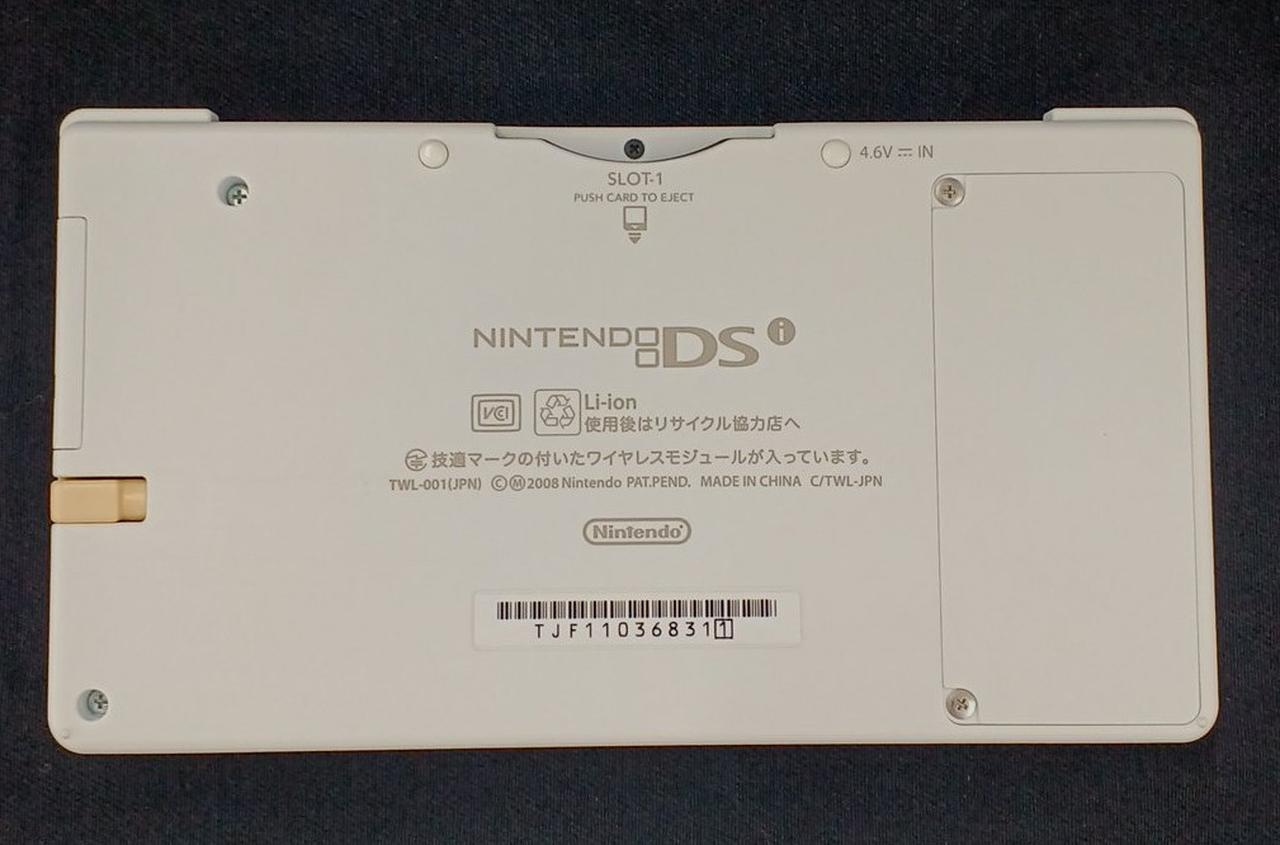 4.6V ⎓ IN
SLOT-1
PUSH CARD TO EJECT
NINTENDO DSi
VCCI
Li-ion
使用後はリサイクル協力店へ
技適マークの付いたワイヤレスモジュールが入っています。
TWL-001(JPN) ©Ⓜ2008 Nintendo PAT.PEND. MADE IN CHINA C/TWL-JPN
Nintendo
TJF110368311